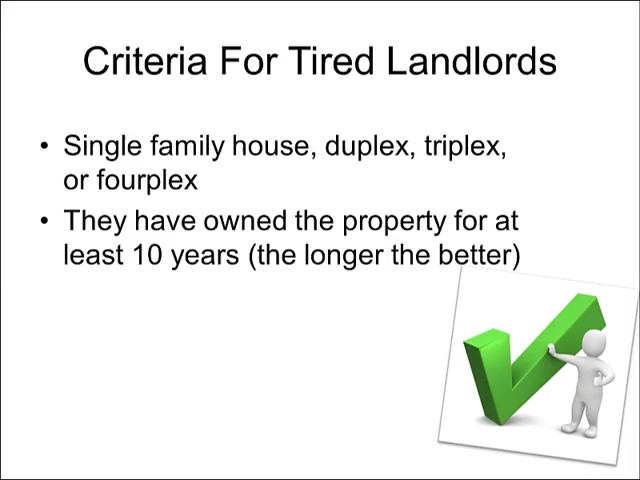 Criteria For Tired Landlords
• Single family house, duplex, triplex,
or fourplex
• They have owned the property for at
least 10 years (the longer the better)